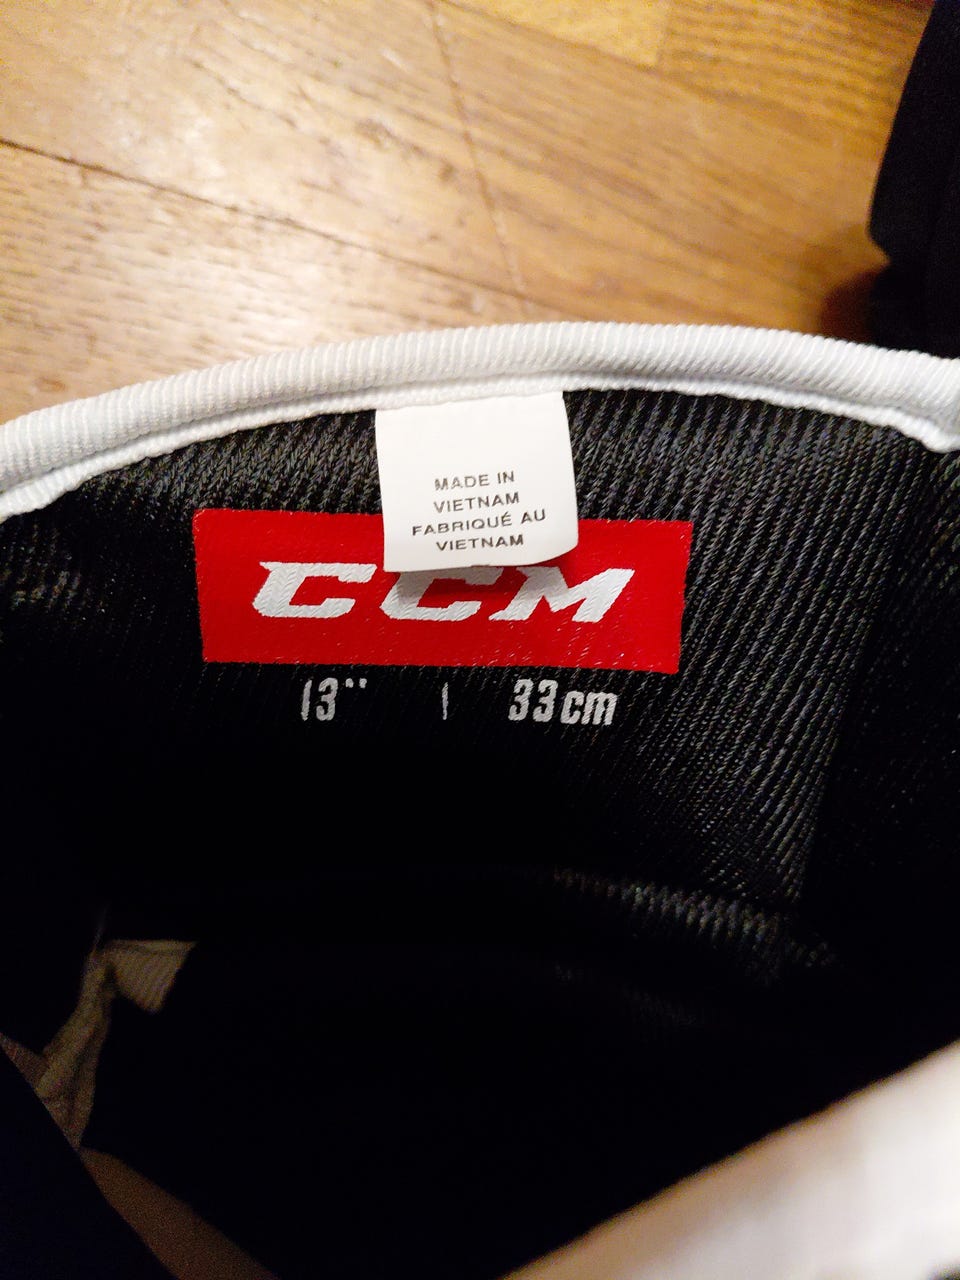 MADE IN
VIETNAM
FABRIQUÉ AU
VIETNAM
CCM
13" | 33cm